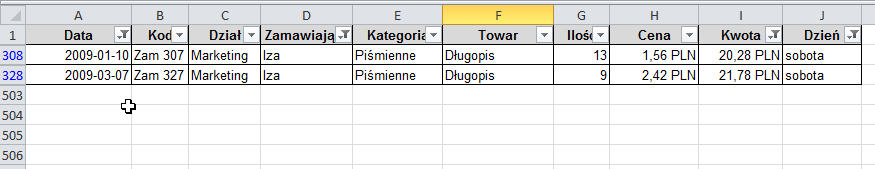 A B C D E F G H I J
1 Data Kod Dział Zamawiają Kategoria Towar Ilość Cena Kwota Dzień
308 2009-01-10 Zam 307 Marketing Iza Piśmienne Długopis 13 1,56 PLN 20,28 PLN sobota
328 2009-03-07 Zam 327 Marketing Iza Piśmienne Długopis 9 2,42 PLN 21,78 PLN sobota
503
504
505
506